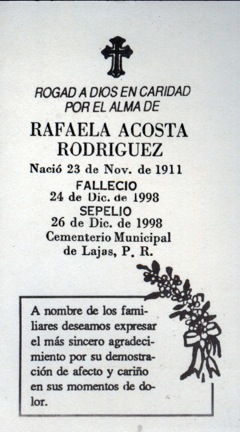 ROGAD A DIOS EN CARIDAD
POR EL ALMA DE
RAFAELA ACOSTA
RODRIGUEZ
Nació 23 de Nov. de 1911
FALLECIO
24 de Dic. de 1998
SEPELIO
26 de Dic. de 1998
Cementerio Municipal
de Lajas, P. R.
A nombre de los fami-
liares deseamos expresar
el más sincero agradeci-
miento por su demostra-
ción de afecto y cariño
en sus momentos de do-
lor.